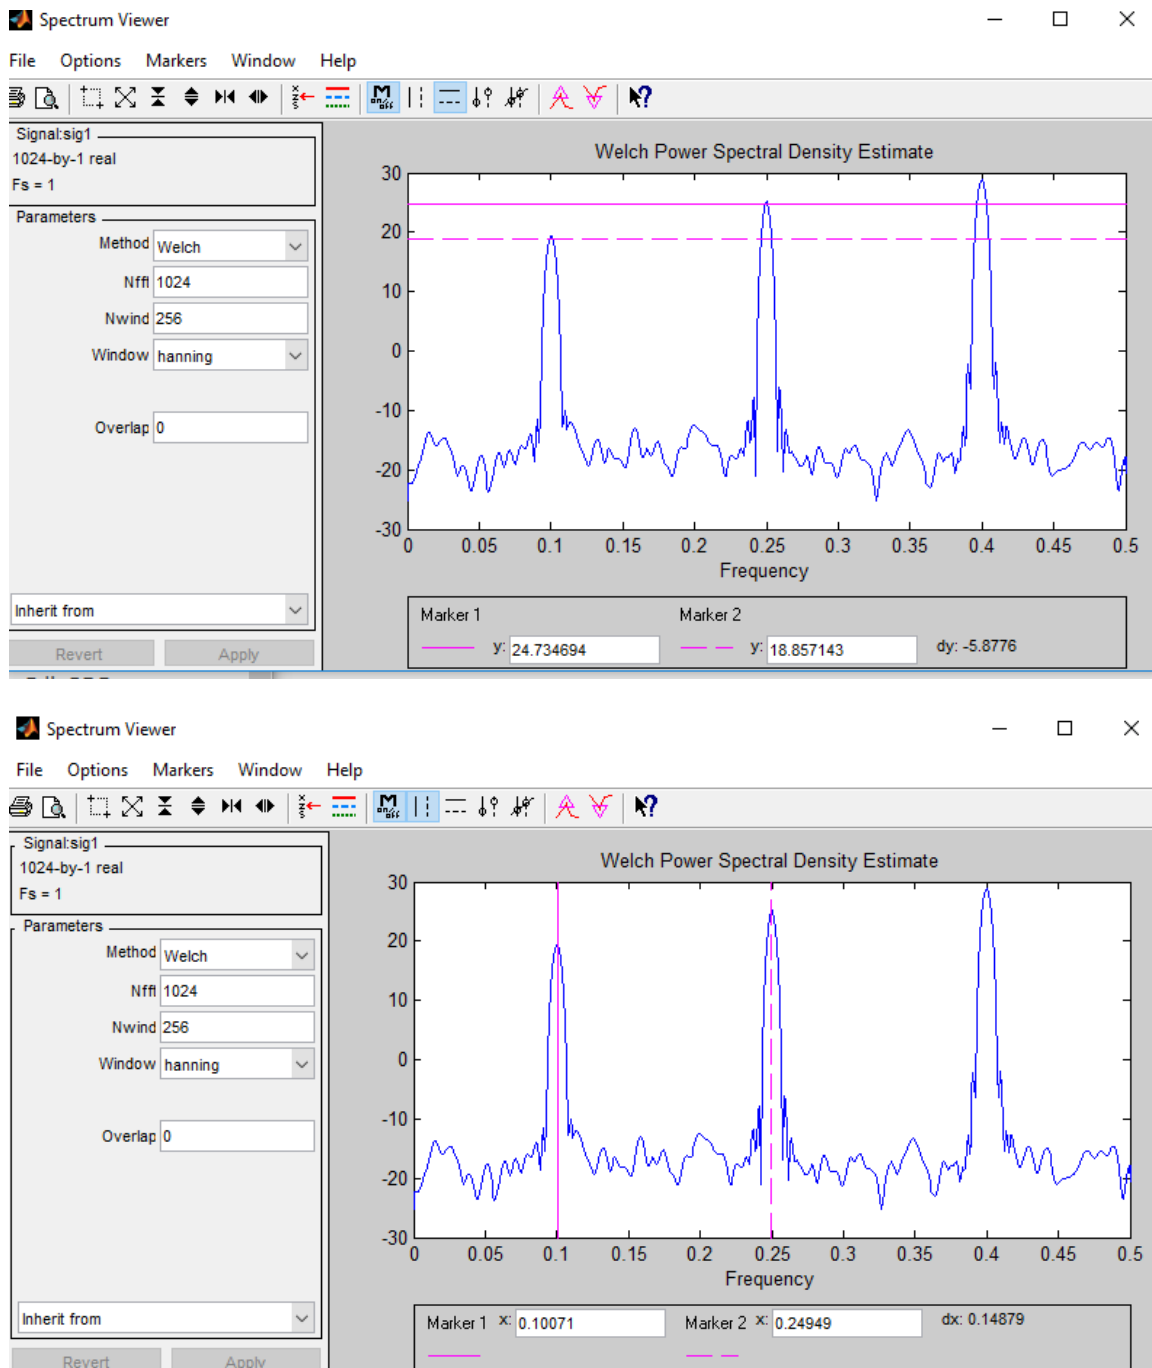 Spectrum Viewer
File Options Markers Window Help
M on/off
Signal:sig1
1024-by-1 real
Fs = 1
Parameters
Method Welch
Nfft 1024
Nwind 256
Window hanning
Overlap 0
Inherit from
Revert Apply
Welch Power Spectral Density Estimate
30
20
10
0
-10
-20
-30
0 0.05 0.1 0.15 0.2 0.25 0.3 0.35 0.4 0.45 0.5
Frequency
Marker 1 Marker 2
y: 24.734694 y: 18.857143 dy: -5.8776
Spectrum Viewer
File Options Markers Window Help
M on/off
Signal:sig1
1024-by-1 real
Fs = 1
Parameters
Method Welch
Nfft 1024
Nwind 256
Window hanning
Overlap 0
Inherit from
Revert Apply
Welch Power Spectral Density Estimate
30
20
10
0
-10
-20
-30
0 0.05 0.1 0.15 0.2 0.25 0.3 0.35 0.4 0.45 0.5
Frequency
Marker 1 x: 0.10071 Marker 2 x: 0.24949 dx: 0.14879